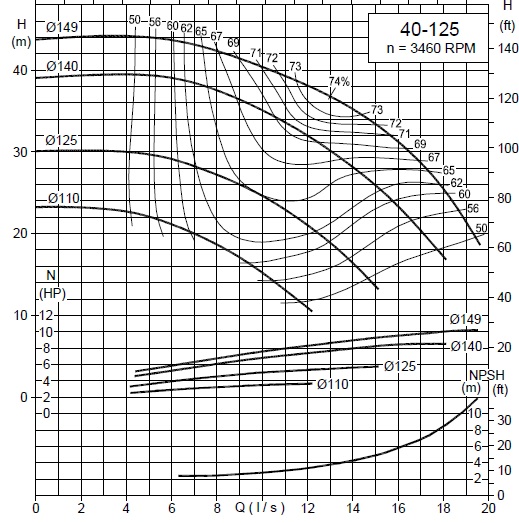 H
(m)
H
(ft)
40-125
n = 3460 RPM
50 56 60 62 65 67 69 71 72 73 74%
Ø149
Ø140
Ø125
Ø110
73
72
71
69
67
65
62
60
56
50
40
30
20
10
0
140
120
100
80
60
40
20
N
(HP)
12
10
8
6
4
2
0
Ø149
Ø140
Ø125
Ø110
NPSH
(m) (ft)
10
8
6
4
2
30
20
10
0
0 2 4 6 8 Q ( l / s ) 12 14 16 18 20